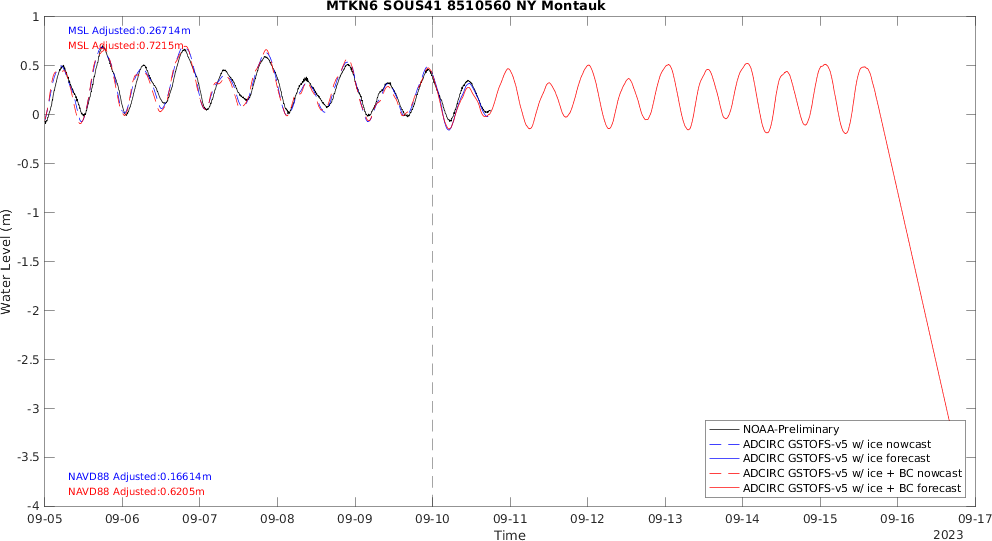 MTKN6 SOUS41 8510560 NY Montauk
MSL Adjusted:0.26714m
MSL Adjusted:0.7215m
1
0.5
0
-0.5
-1
-1.5
-2
-2.5
-3
-3.5
-4
Water Level (m)
NOAA-Preliminary
ADCIRC GSTOFS-v5 w/ ice nowcast
ADCIRC GSTOFS-v5 w/ ice forecast
ADCIRC GSTOFS-v5 w/ ice + BC nowcast
ADCIRC GSTOFS-v5 w/ ice + BC forecast
NAVD88 Adjusted:0.16614m
NAVD88 Adjusted:0.6205m
09-05 09-06 09-07 09-08 09-09 09-10 09-11 09-12 09-13 09-14 09-15 09-16 09-17
Time
2023